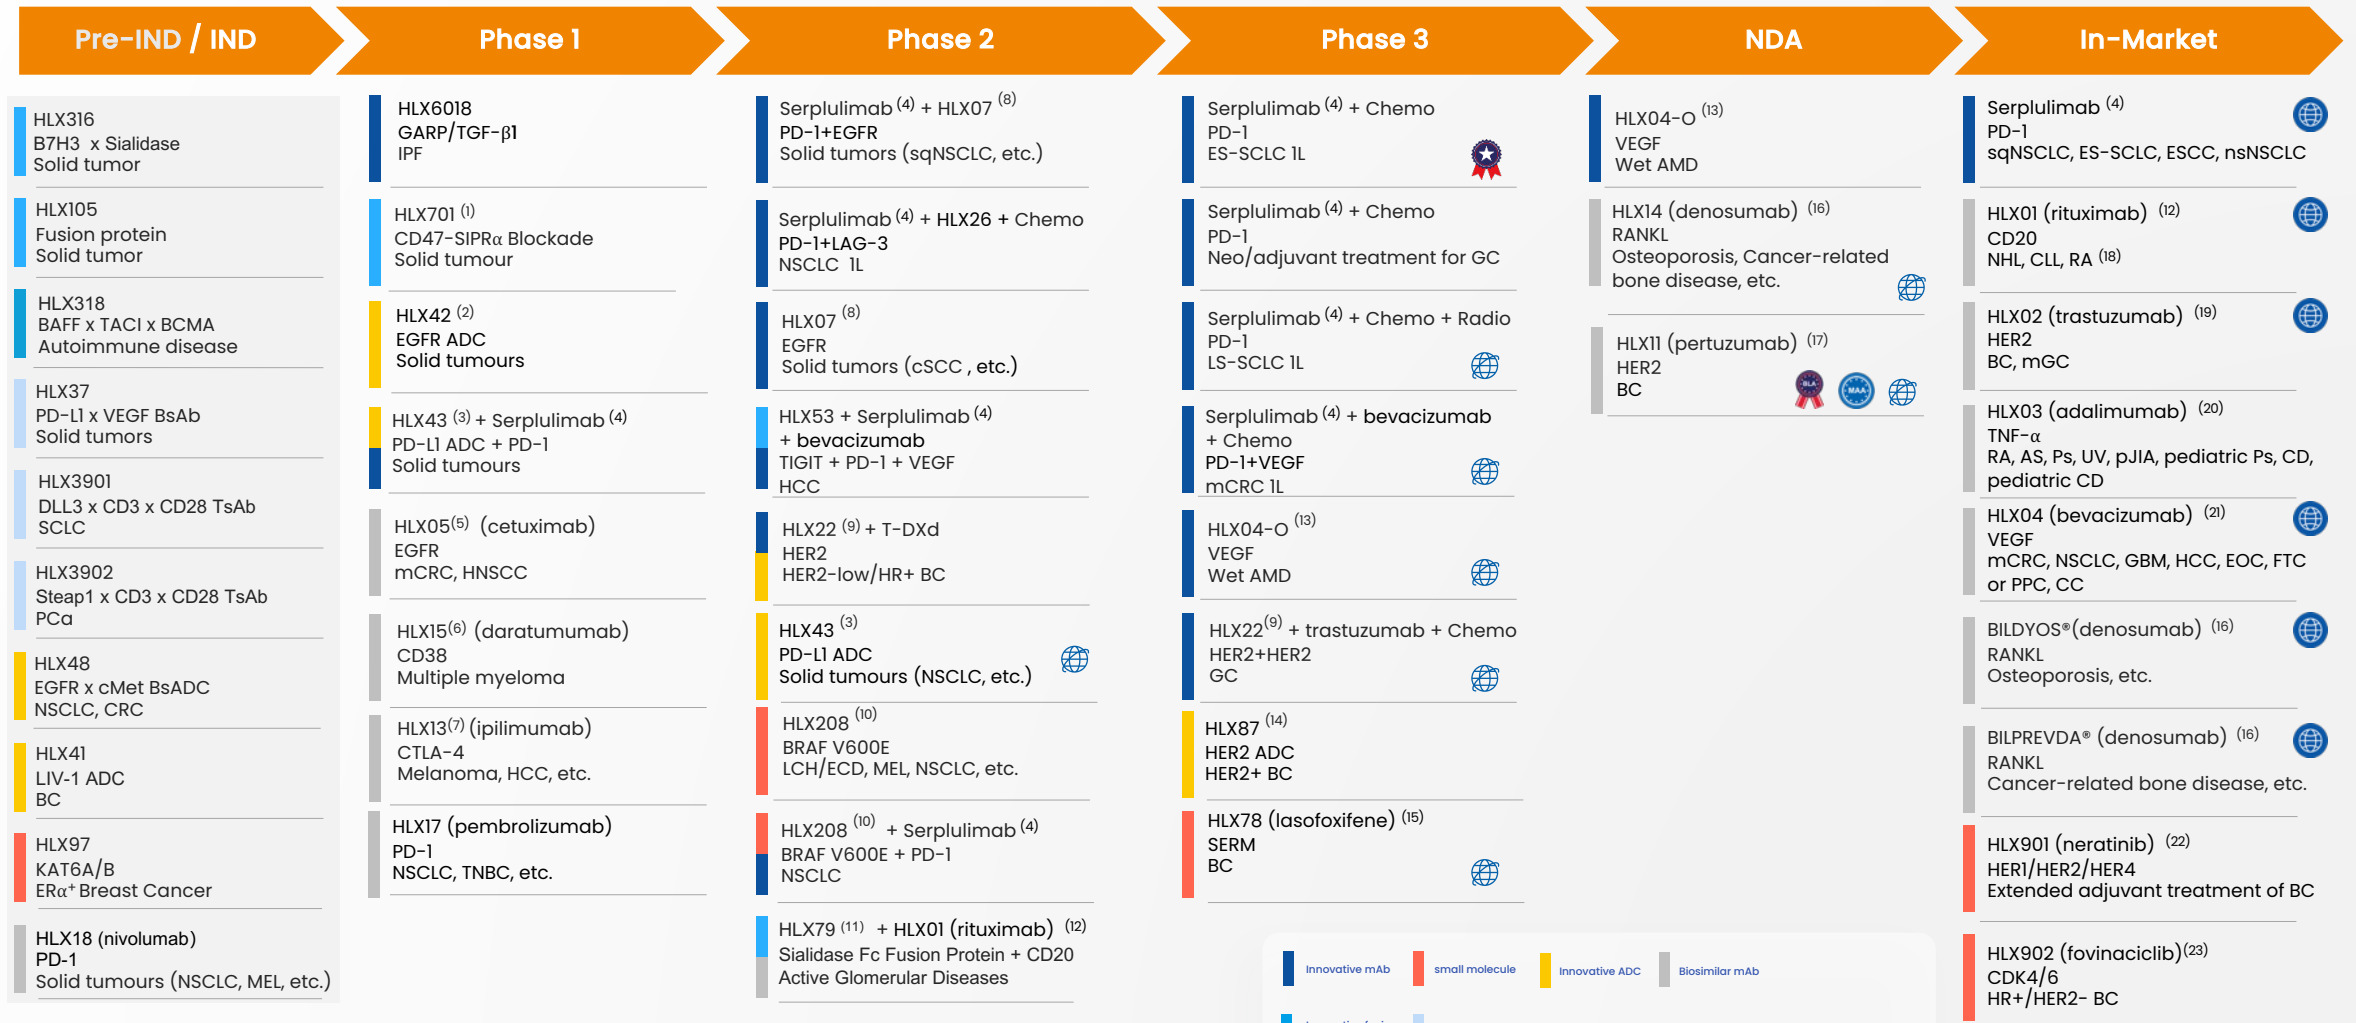 Pre-IND / IND
Phase 1
Phase 2
Phase 3
NDA
In-Market
HLX316
B7H3 x Sialidase
Solid tumor
HLX105
Fusion protein
Solid tumor
HLX318
BAFF x TACI x BCMA
Autoimmune disease
HLX37
PD-L1 x VEGF BsAb
Solid tumors
HLX3901
DLL3 x CD3 x CD28 TsAb
SCLC
HLX3902
Steap1 x CD3 x CD28 TsAb
PCa
HLX48
EGFR x cMet BsADC
NSCLC, CRC
HLX41
LIV-1 ADC
BC
HLX97
KAT6A/B
ERα+ Breast Cancer
HLX18 (nivolumab)
PD-1
Solid tumours (NSCLC, MEL, etc.)
HLX6018
GARP/TGF-β1
IPF
HLX701 (1)
CD47-SIPRα Blockade
Solid tumour
HLX42 (2)
EGFR ADC
Solid tumours
HLX43 (3) + Serplulimab (4)
PD-L1 ADC + PD-1
Solid tumours
HLX05(5) (cetuximab)
EGFR
mCRC, HNSCC
HLX15(6) (daratumumab)
CD38
Multiple myeloma
HLX13(7) (ipilimumab)
CTLA-4
Melanoma, HCC, etc.
HLX17 (pembrolizumab)
PD-1
NSCLC, TNBC, etc.
Serplulimab (4) + HLX07 (8)
PD-1+EGFR
Solid tumors (sqNSCLC, etc.)
Serplulimab (4) + HLX26 + Chemo
PD-1+LAG-3
NSCLC 1L
HLX07 (8)
EGFR
Solid tumors (cSCC , etc.)
HLX53 + Serplulimab (4)
+ bevacizumab
TIGIT + PD-1 + VEGF
HCC
HLX22 (9) + T-DXd
HER2
HER2-low/HR+ BC
HLX43 (3)
PD-L1 ADC
Solid tumours (NSCLC, etc.)
HLX208 (10)
BRAF V600E
LCH/ECD, MEL, NSCLC, etc.
HLX208 (10) + Serplulimab (4)
BRAF V600E + PD-1
NSCLC
HLX79 (11) + HLX01 (rituximab) (12)
Sialidase Fc Fusion Protein + CD20
Active Glomerular Diseases
Serplulimab (4) + Chemo
PD-1
ES-SCLC 1L
Serplulimab (4) + Chemo
PD-1
Neo/adjuvant treatment for GC
Serplulimab (4) + Chemo + Radio
PD-1
LS-SCLC 1L
Serplulimab (4) + bevacizumab
+ Chemo
PD-1+VEGF
mCRC 1L
HLX04-O (13)
VEGF
Wet AMD
HLX22(9) + trastuzumab + Chemo
HER2+HER2
GC
HLX87 (14)
HER2 ADC
HER2+ BC
HLX78 (lasofoxifene) (15)
SERM
BC
HLX04-O (13)
VEGF
Wet AMD
HLX14 (denosumab) (16)
RANKL
Osteoporosis, Cancer-related
bone disease, etc.
HLX11 (pertuzumab) (17)
HER2
BC
BLA
MAA
Serplulimab (4)
PD-1
sqNSCLC, ES-SCLC, ESCC, nsNSCLC
HLX01 (rituximab) (12)
CD20
NHL, CLL, RA (18)
HLX02 (trastuzumab) (19)
HER2
BC, mGC
HLX03 (adalimumab) (20)
TNF-α
RA, AS, Ps, UV, pJIA, pediatric Ps, CD,
pediatric CD
HLX04 (bevacizumab) (21)
VEGF
mCRC, NSCLC, GBM, HCC, EOC, FTC
or PPC, CC
BILDYOS®(denosumab) (16)
RANKL
Osteoporosis, etc.
BILPREVDA® (denosumab) (16)
RANKL
Cancer-related bone disease, etc.
HLX901 (neratinib) (22)
HER1/HER2/HER4
Extended adjuvant treatment of BC
HLX902 (fovinaciclib)(23)
CDK4/6
HR+/HER2- BC
Innovative mAb
small molecule
Innovative ADC
Biosimilar mAb